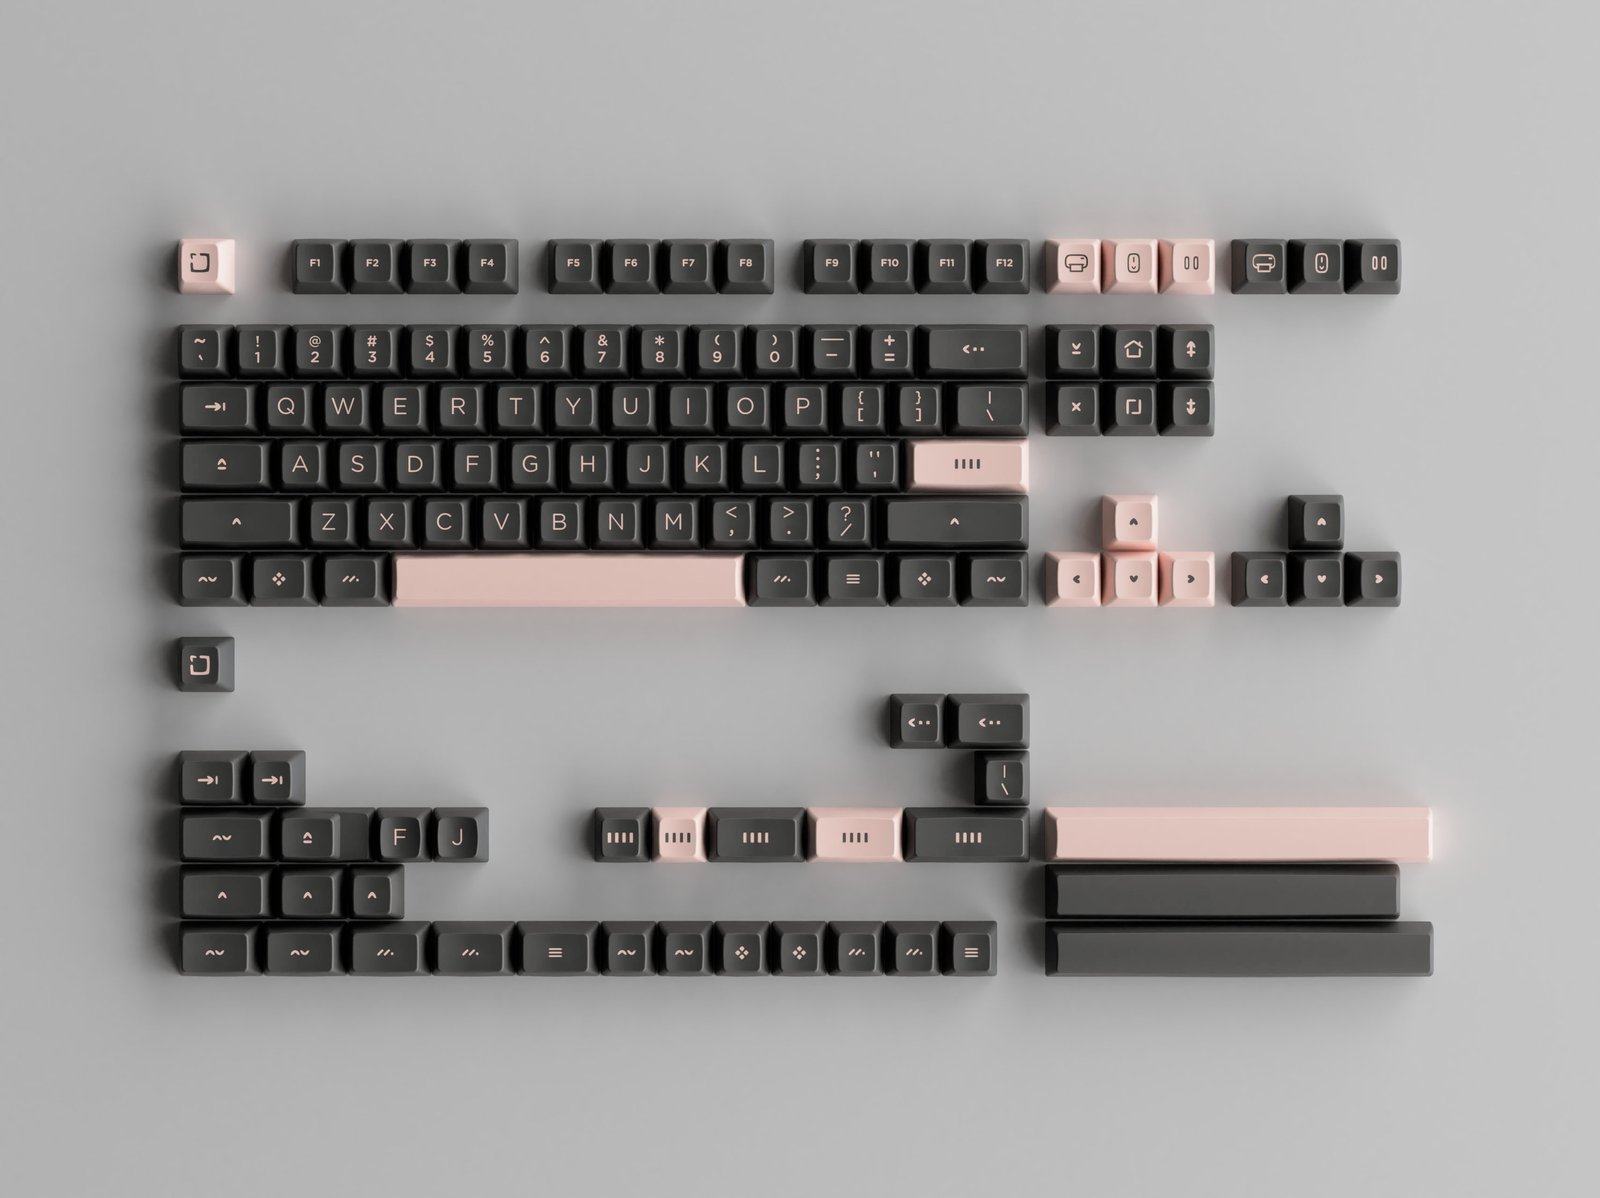 F1 F2 F3 F4 F5 F6 F7 F8 F9 F10 F11 F12
~ ! @ # $ % ^ & * ( ) — +
` 1 2 3 4 5 6 7 8 9 0 - =
Q W E R T Y U I O P { } |
[ ] \
A S D F G H J K L : "
; '
Z X C V B N M < > ?
, . /
|
\
F J